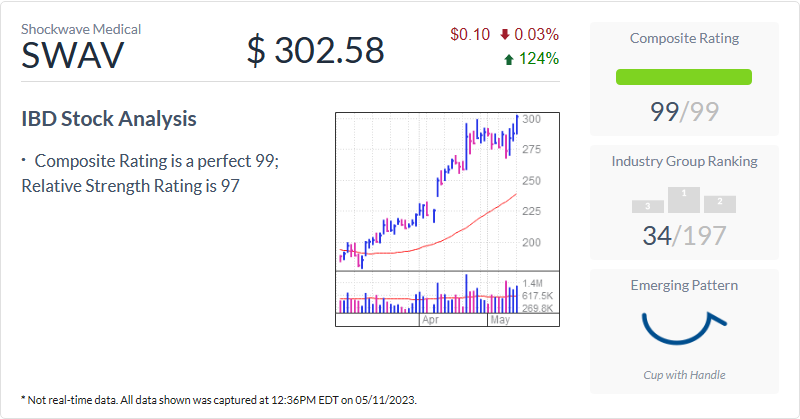 Shockwave Medical
SWAV
$ 302.58
$0.10 0.03%
124%
IBD Stock Analysis
· Composite Rating is a perfect 99;
Relative Strength Rating is 97
300
275
250
225
200
1.4M
617.5K
269.8K
Apr May
Composite Rating
99/99
Industry Group Ranking
3 1 2
34/197
Emerging Pattern
Cup with Handle
* Not real-time data. All data shown was captured at 12:36PM EDT on 05/11/2023.